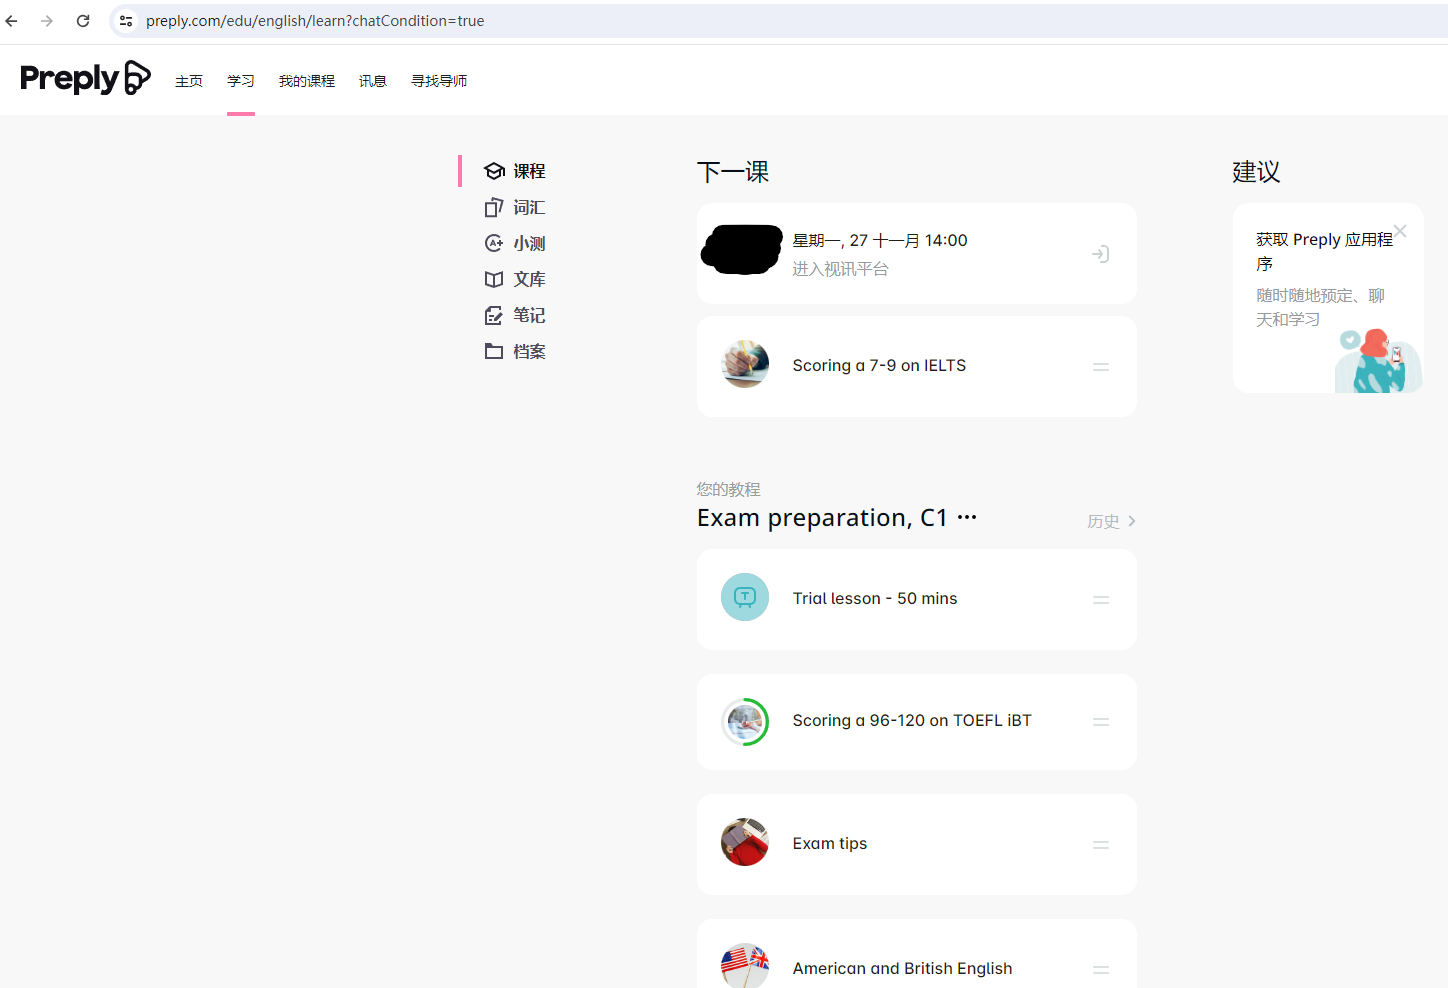 preply.com/edu/english/learn?chatCondition=true
Preply
主页
学习
我的课程
讯息
寻找导师
课程
词汇
小测
文库
笔记
档案
下一课
星期一, 27 十一月 14:00
进入视讯平台
Scoring a 7-9 on IELTS
您的教程
Exam preparation, C1 •••
历史
Trial lesson - 50 mins
Scoring a 96-120 on TOEFL iBT
Exam tips
American and British English
建议
获取 Preply 应用程
序
随时随地预定、聊
天和学习